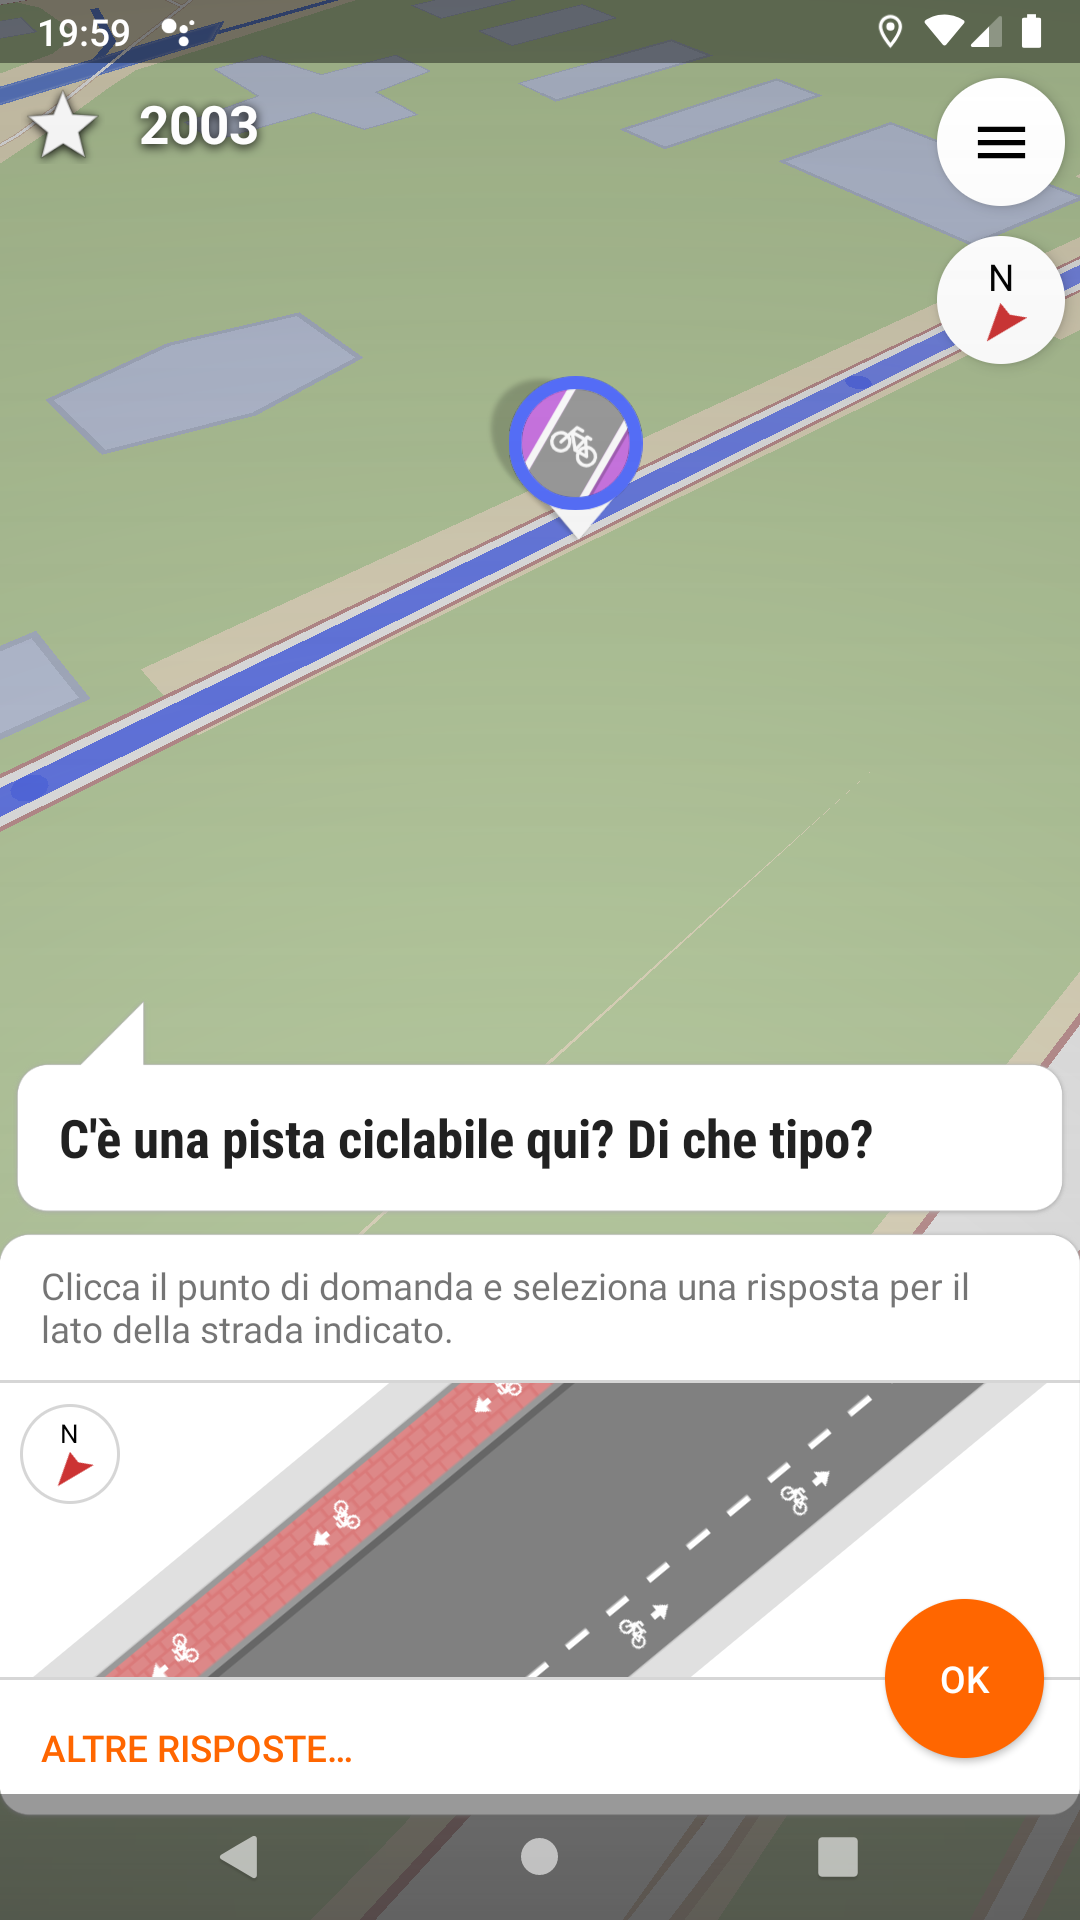 19:59
2003
N
C'è una pista ciclabile qui? Di che tipo?
Clicca il punto di domanda e seleziona una risposta per il
lato della strada indicato.
N
OK
ALTRE RISPOSTE…